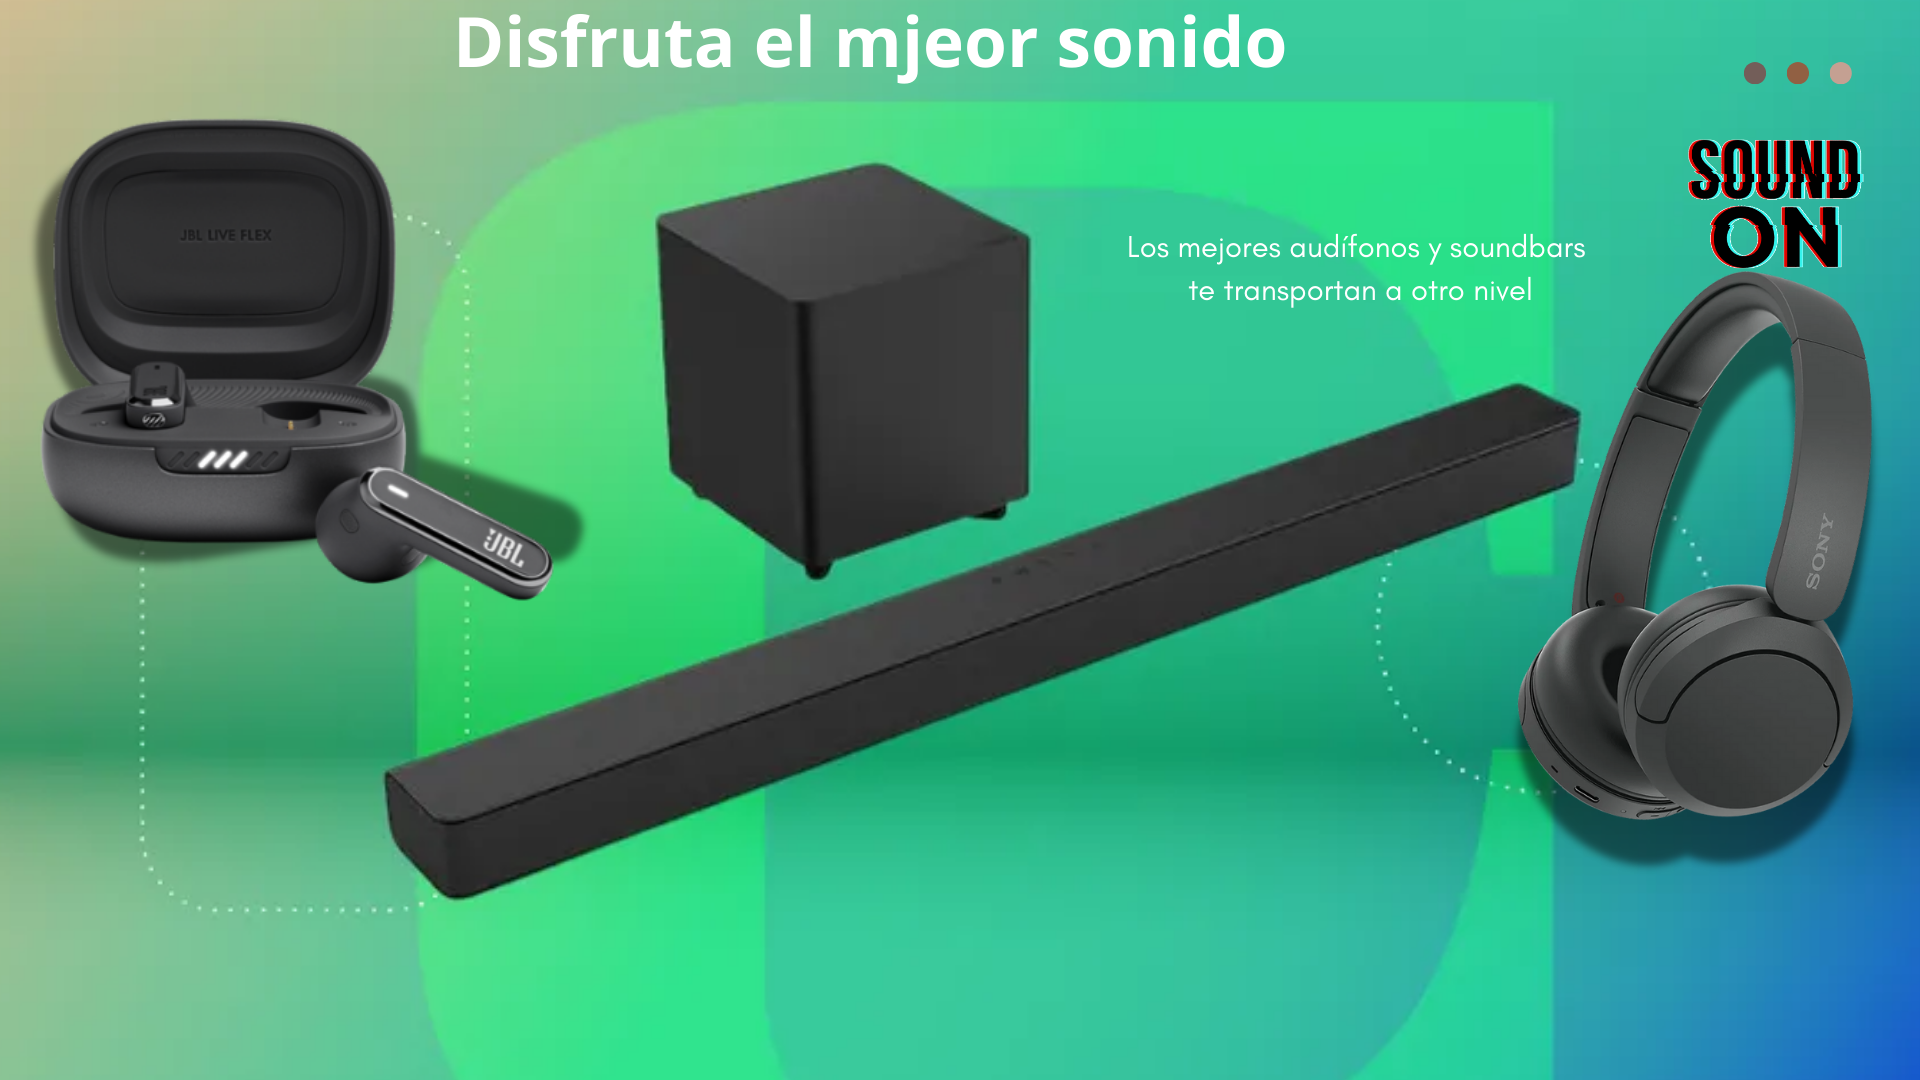 Disfruta el mjeor sonido
SOUND
ON
Los mejores audífonos y soundbars
te transportan a otro nivel
JBL LIVE FLEX
JBL
SONY